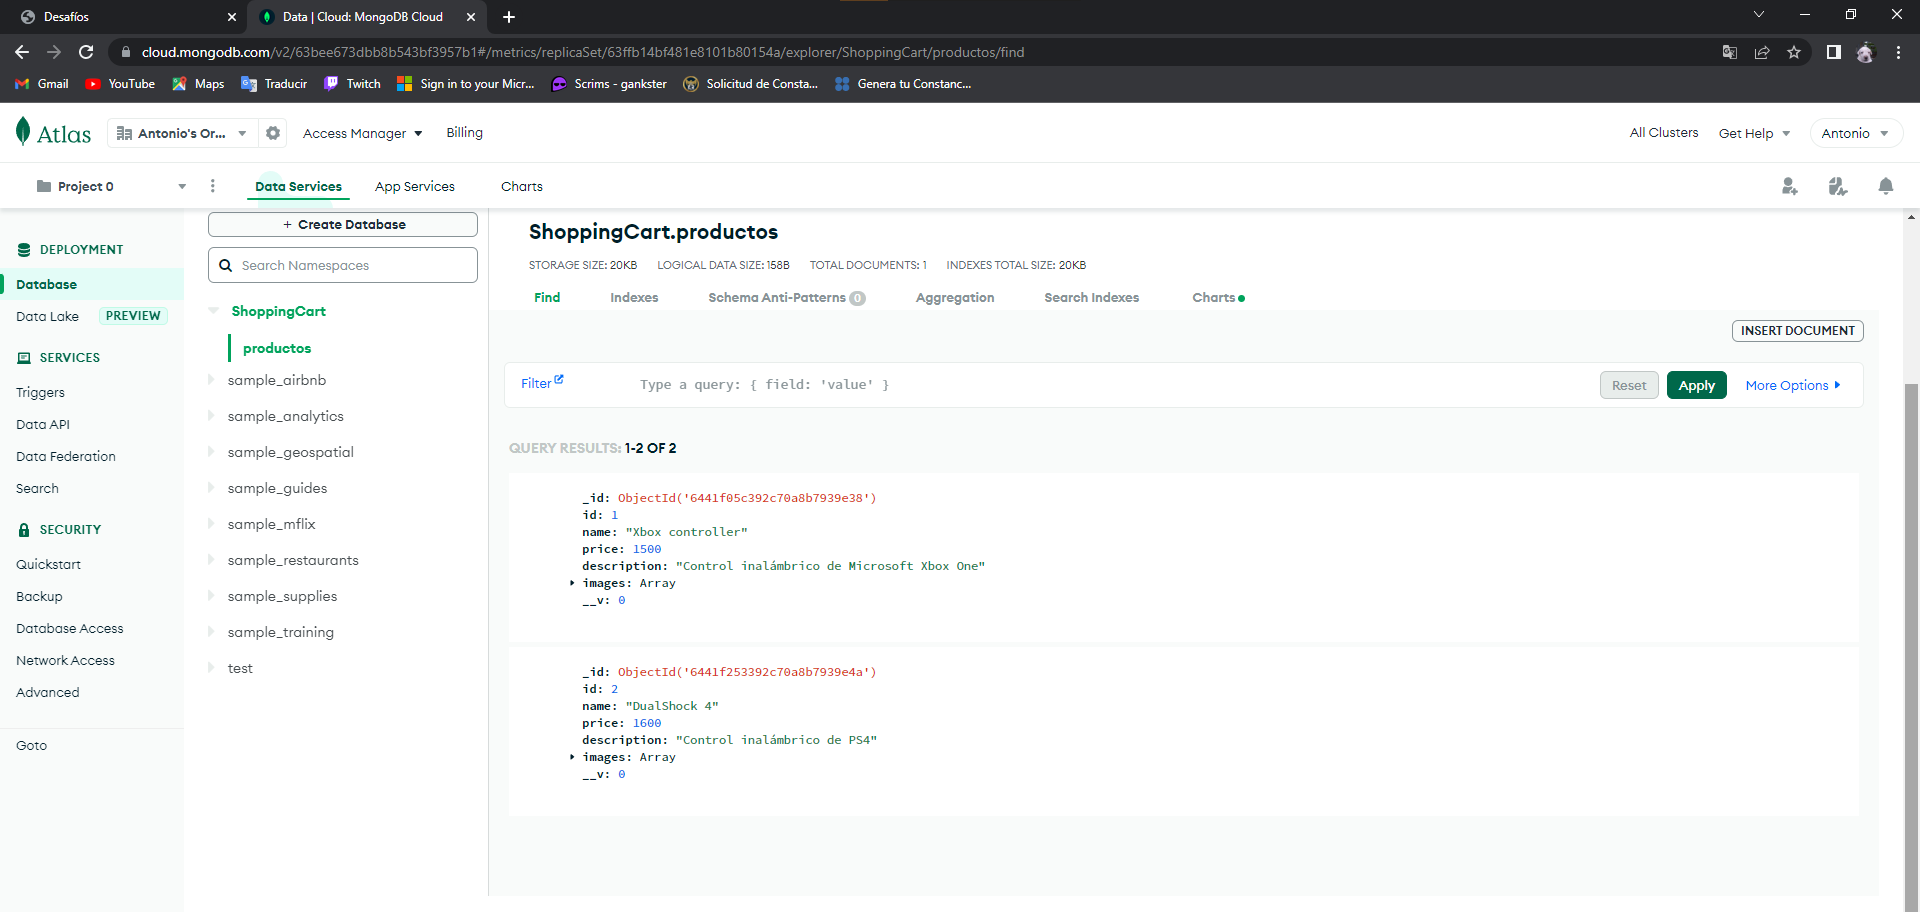 Desafíos
Data | Cloud: MongoDB Cloud
cloud.mongodb.com/v2/63bee673dbb8b543bf3957b1#/metrics/replicaSet/63ffb14bf481e8101b80154a/explorer/ShoppingCart/productos/find
Gmail YouTube Maps Traducir Twitch Sign in to your Micr... Scrims - gankster Solicitud de Consta... Genera tu Constanc...
Atlas Antonio's Or... Access Manager Billing All Clusters Get Help Antonio
Project 0 Data Services App Services Charts
DEPLOYMENT
Database
Data Lake PREVIEW
SERVICES
Triggers
Data API
Data Federation
Search
SECURITY
Quickstart
Backup
Database Access
Network Access
Advanced
Goto
+ Create Database
Search Namespaces
ShoppingCart
productos
sample_airbnb
sample_analytics
sample_geospatial
sample_guides
sample_mflix
sample_restaurants
sample_supplies
sample_training
test
ShoppingCart.productos
STORAGE SIZE: 20KB LOGICAL DATA SIZE: 158B TOTAL DOCUMENTS: 1 INDEXES TOTAL SIZE: 20KB
Find Indexes Schema Anti-Patterns 0 Aggregation Search Indexes Charts
INSERT DOCUMENT
Filter Type a query: { field: 'value' } Reset Apply More Options
QUERY RESULTS: 1-2 OF 2
_id: ObjectId('6441f05c392c70a8b7939e38')
id: 1
name: "Xbox controller"
price: 1500
description: "Control inalámbrico de Microsoft Xbox One"
images: Array
__v: 0
_id: ObjectId('6441f253392c70a8b7939e4a')
id: 2
name: "DualShock 4"
price: 1600
description: "Control inalámbrico de PS4"
images: Array
__v: 0